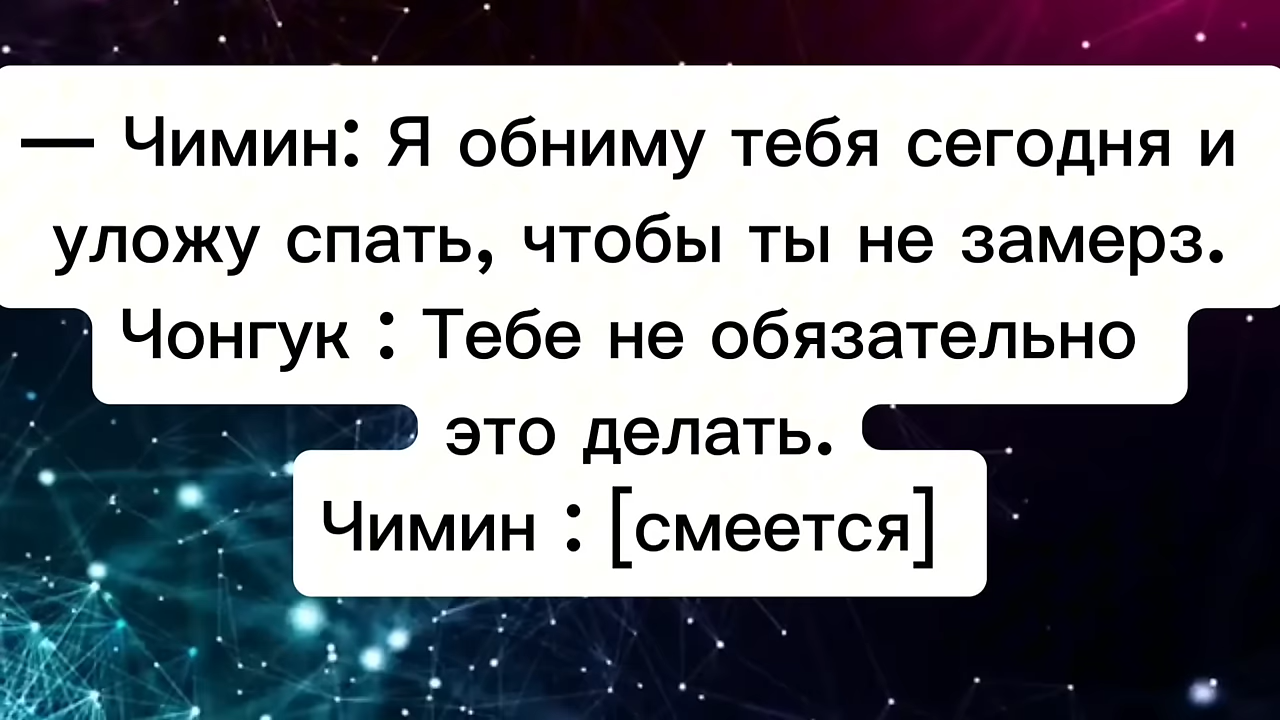 — Чимин: Я обниму тебя сегодня и
уложу спать, чтобы ты не замерз.
Чонгук : Тебе не обязательно
это делать.
Чимин : [смеется]